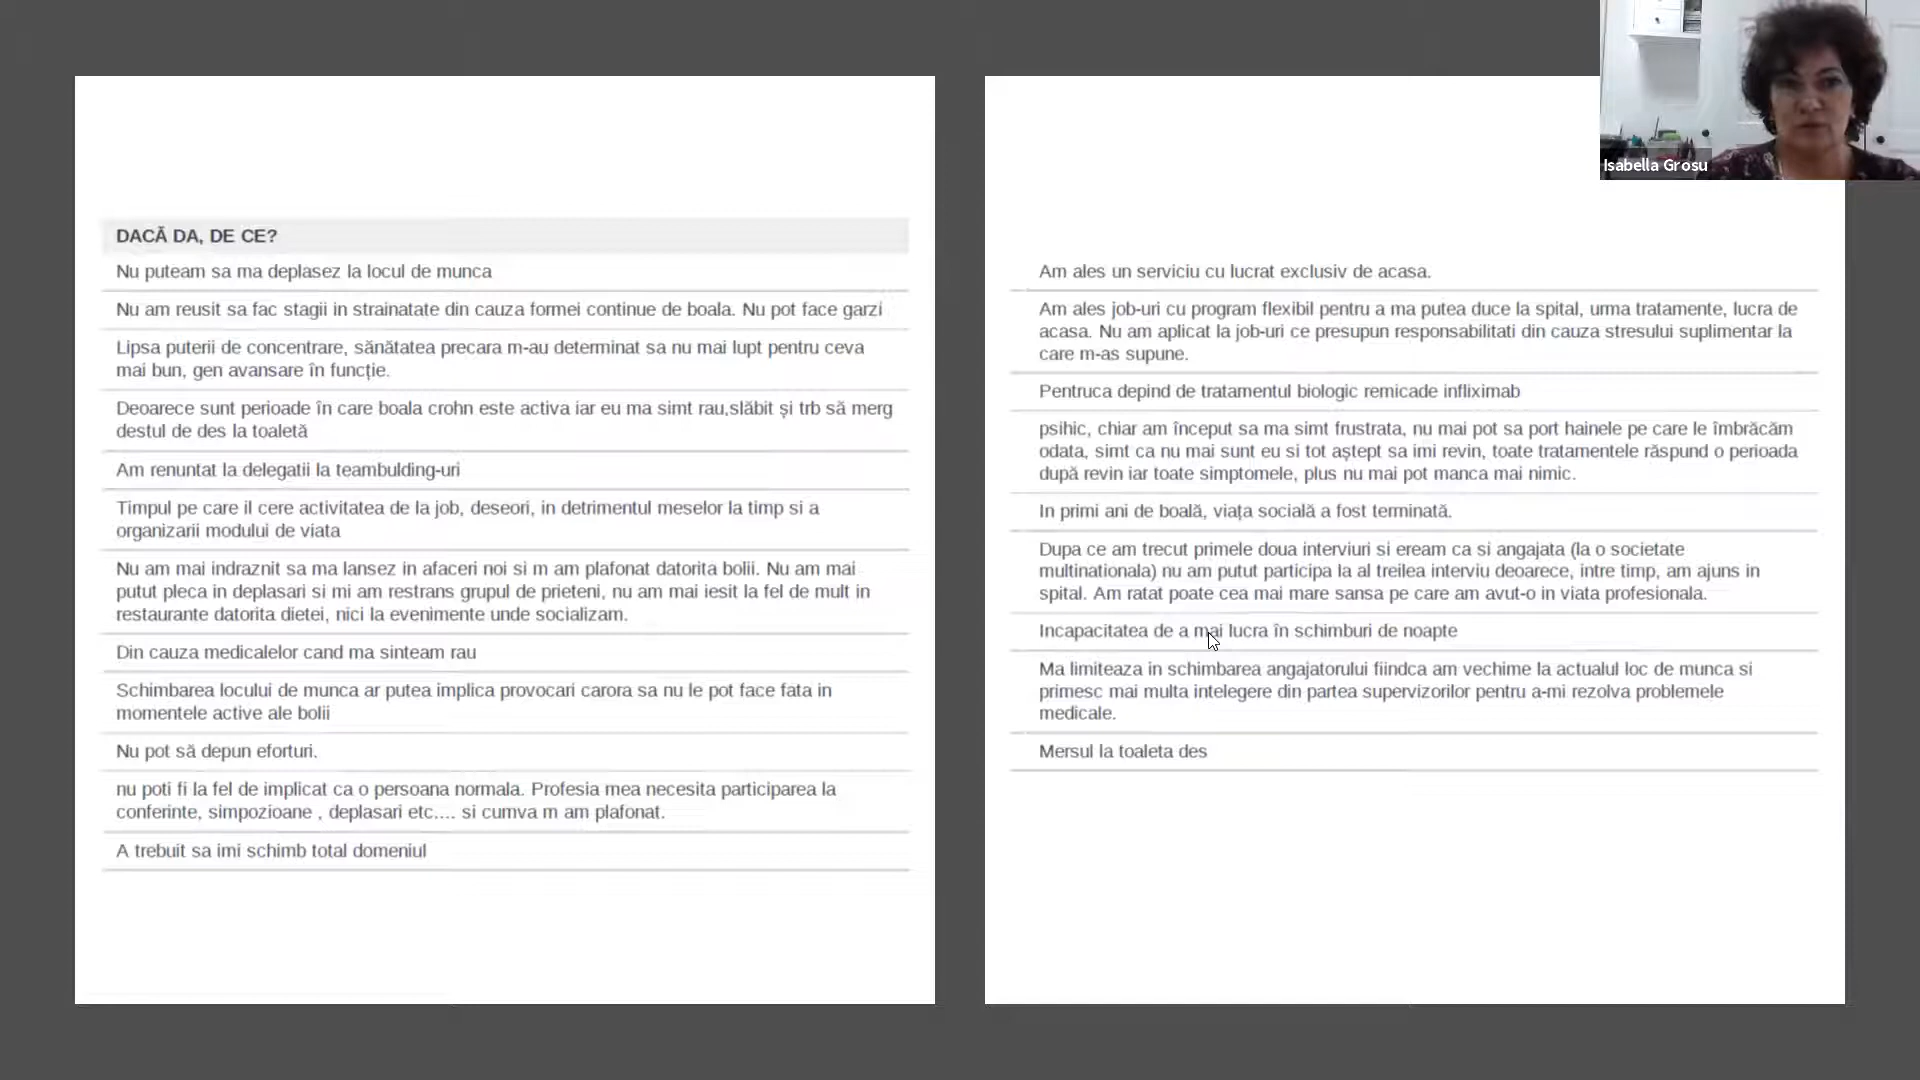 DACĂ DA, DE CE?
Nu puteam sa ma deplasez la locul de munca
Nu am reusit sa fac stagii in strainatate din cauza formei continue de boala. Nu pot face garzi
Lipsa puterii de concentrare, sănătatea precara m-au determinat sa nu mai lupt pentru ceva
mai bun, gen avansare în funcție.
Deoarece sunt perioade în care boala crohn este activa iar eu ma simt rau,slăbit și trb să merg
destul de des la toaletă
Am renuntat la delegatii la teambulding-uri
Timpul pe care il cere activitatea de la job, deseori, in detrimentul meselor la timp si a
organizarii modului de viata
Nu am mai indraznit sa ma lansez in afaceri noi si m am plafonat datorita bolii. Nu am mai
putut pleca in deplasari si mi am restrans grupul de prieteni, nu am mai iesit la fel de mult in
restaurante datorita dietei, nici la evenimente unde socializam.
Din cauza medicalelor cand ma sinteam rau
Schimbarea locului de munca ar putea implica provocari carora sa nu le pot face fata in
momentele active ale bolii
Nu pot să depun eforturi.
nu poti fi la fel de implicat ca o persoana normala. Profesia mea necesita participarea la
conferinte, simpozioane , deplasari etc.... si cumva m am plafonat.
A trebuit sa imi schimb total domeniul
Am ales un serviciu cu lucrat exclusiv de acasa.
Am ales job-uri cu program flexibil pentru a ma putea duce la spital, urma tratamente, lucra de
acasa. Nu am aplicat la job-uri ce presupun responsabilitati din cauza stresului suplimentar la
care m-as supune.
Pentruca depind de tratamentul biologic remicade infliximab
psihic, chiar am început sa ma simt frustrata, nu mai pot sa port hainele pe care le îmbrăcăm
odata, simt ca nu mai sunt eu si tot aștept sa imi revin, toate tratamentele răspund o perioada
după revin iar toate simptomele, plus nu mai pot manca mai nimic.
In primi ani de boală, viața socială a fost terminată.
Dupa ce am trecut primele doua interviuri si eream ca si angajata (la o societate
multinationala) nu am putut participa la al treilea interviu deoarece, intre timp, am ajuns in
spital. Am ratat poate cea mai mare sansa pe care am avut-o in viata profesionala.
Incapacitatea de a mai lucra în schimburi de noapte
Ma limiteaza in schimbarea angajatorului fiindca am vechime la actualul loc de munca si
primesc mai multa intelegere din partea supervizorilor pentru a-mi rezolva problemele
medicale.
Mersul la toaleta des
Isabella Grosu